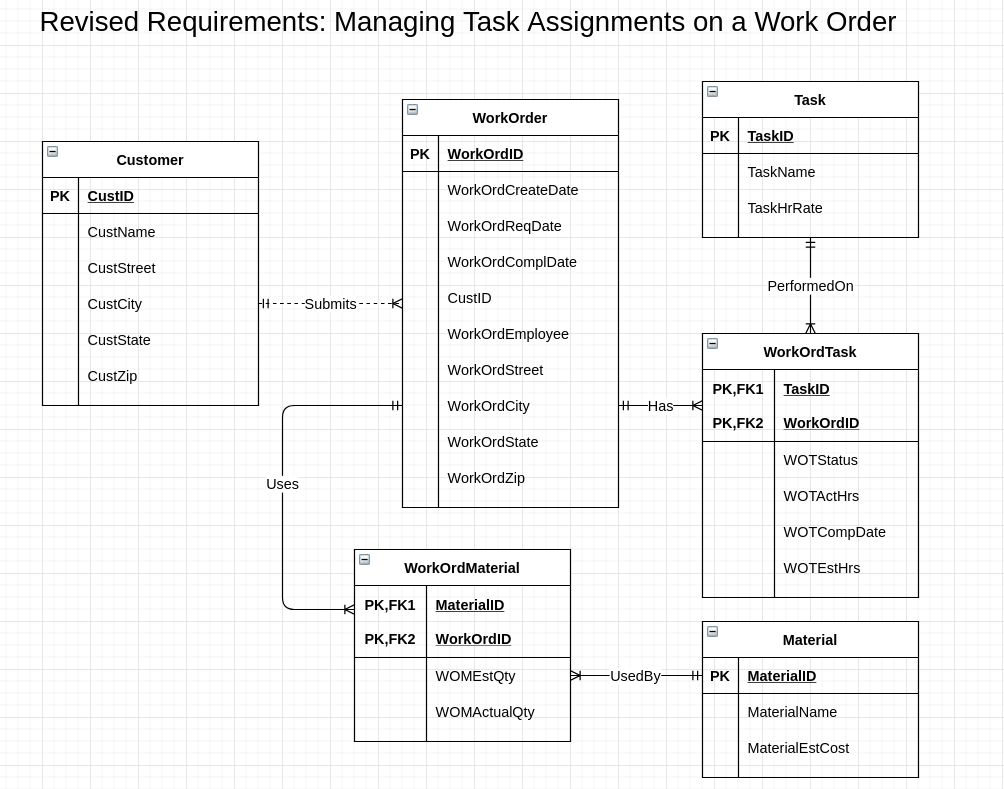 Revised Requirements: Managing Task Assignments on a Work Order
Customer
PK CustID
CustName
CustStreet
CustCity
CustState
CustZip
Submits
WorkOrder
PK WorkOrdID
WorkOrdCreateDate
WorkOrdReqDate
WorkOrdComplDate
CustID
WorkOrdEmployee
WorkOrdStreet
WorkOrdCity
WorkOrdState
WorkOrdZip
Task
PK TaskID
TaskName
TaskHrRate
PerformedOn
Has
WorkOrdTask
PK,FK1 TaskID
PK,FK2 WorkOrdID
WOTStatus
WOTActHrs
WOTCompDate
WOTEstHrs
Uses
WorkOrdMaterial
PK,FK1 MaterialID
PK,FK2 WorkOrdID
WOMEstQty
WOMActualQty
UsedBy
Material
PK MaterialID
MaterialName
MaterialEstCost